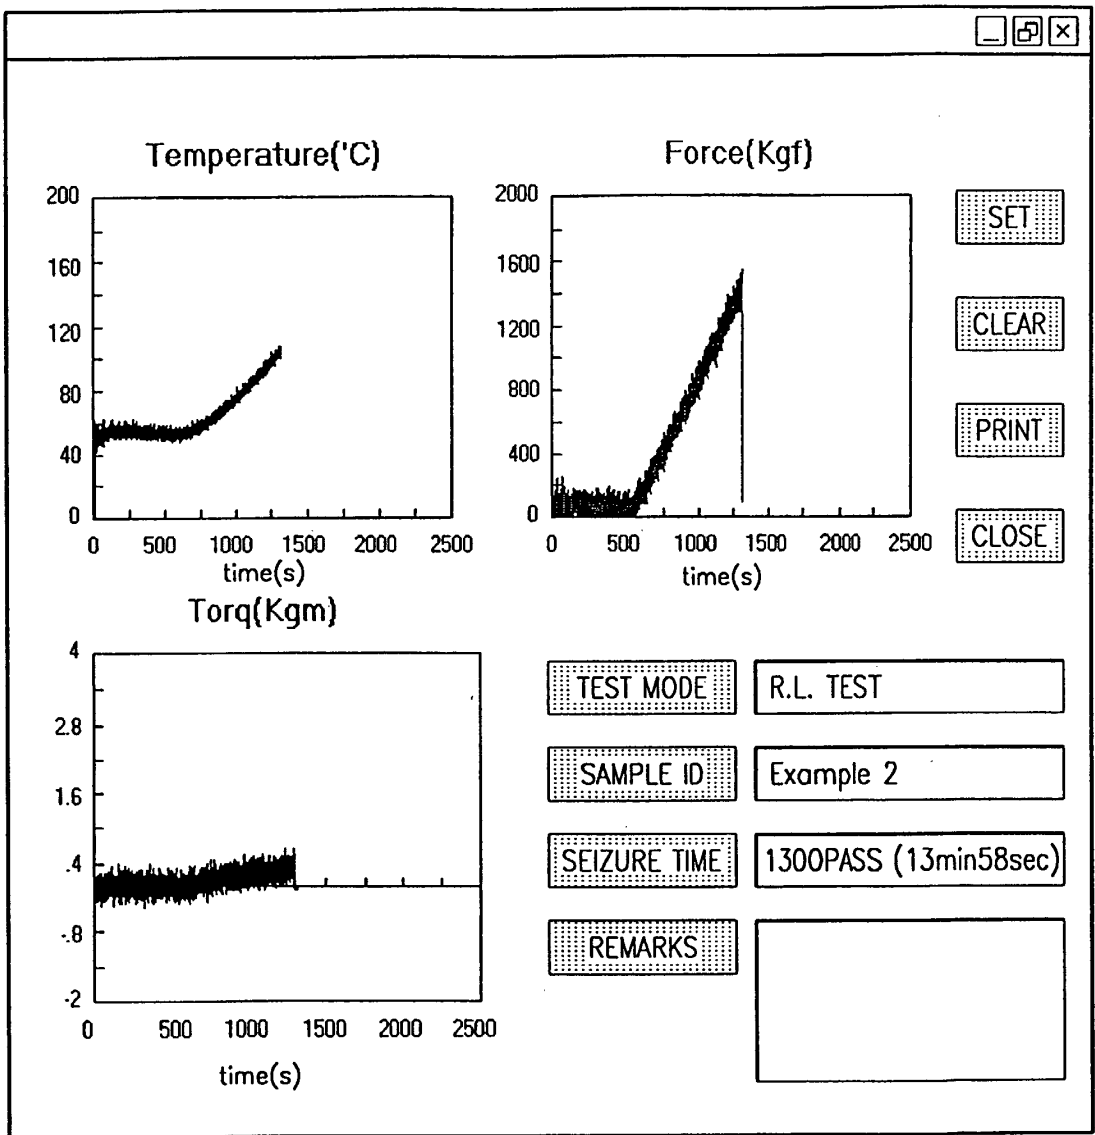 Temperature('C)
200
160
120
80
40
0
0 500 1000 1500 2000 2500
time(s)
Force(Kgf)
2000
1600
1200
800
400
0
0 500 1000 1500 2000 2500
time(s)
SET
CLEAR
PRINT
CLOSE
Torq(Kgm)
4
2.8
1.6
.4
-.8
-2
0 500 1000 1500 2000 2500
time(s)
TEST MODE R.L. TEST
SAMPLE ID Example 2
SEIZURE TIME 1300PASS (13min58sec)
REMARKS